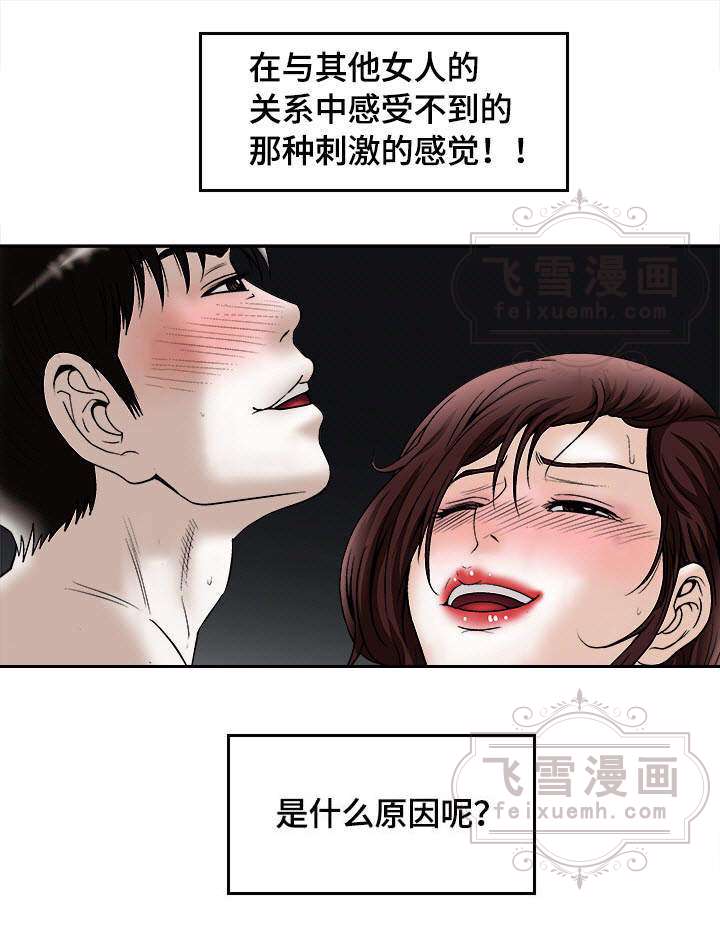 在与其他女人的
关系中感受不到的
那种刺激的感觉！！
飞雪漫画
feixuemh.com
飞雪漫画
feixuemh.com
是什么原因呢？